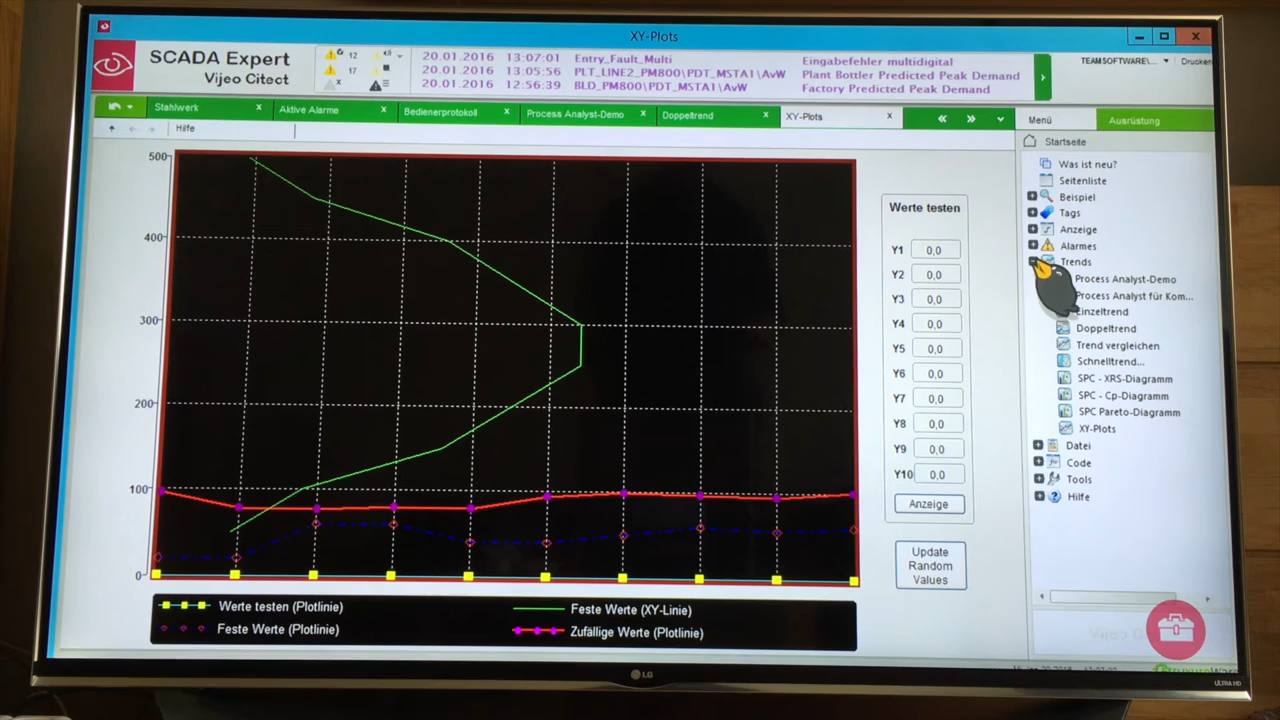 XY-Plots
SCADA Expert
Vijeo Citect
12
17
20.01.2016 13:07:01 Entry_Fault_Multi Eingabefehler multidigital
20.01.2016 13:05:56 PLT_LINE2_PM800\PDT_MSTA1\AvW Plant Bottler Predicted Peak Demand
20.01.2016 12:56:39 BLD_PM800\PDT_MSTA1\AvW Factory Predicted Peak Demand
TEAMSOFTWARE\... Drucken
Stahlwerk x Aktive Alarme x Bedienerprotokoll x Process Analyst-Demo x Doppeltrend x XY-Plots x
Menü Ausrüstung
Hilfe
Startseite
Was ist neu?
Seitenliste
Beispiel
Tags
Anzeige
Alarmes
Trends
Process Analyst-Demo
Process Analyst für Kom...
Einzeltrend
Doppeltrend
Trend vergleichen
Schnelltrend...
SPC - XRS-Diagramm
SPC - Cp-Diagramm
SPC Pareto-Diagramm
XY-Plots
Datei
Code
Tools
Hilfe
500
400
300
200
100
0
Werte testen
Y1 0,0
Y2 0,0
Y3 0,0
Y4 0,0
Y5 0,0
Y6 0,0
Y7 0,0
Y8 0,0
Y9 0,0
Y10 0,0
Anzeige
Update
Random
Values
Werte testen (Plotlinie) Feste Werte (XY-Linie)
Feste Werte (Plotlinie) Zufällige Werte (Plotlinie)
LG
ULTRA HD